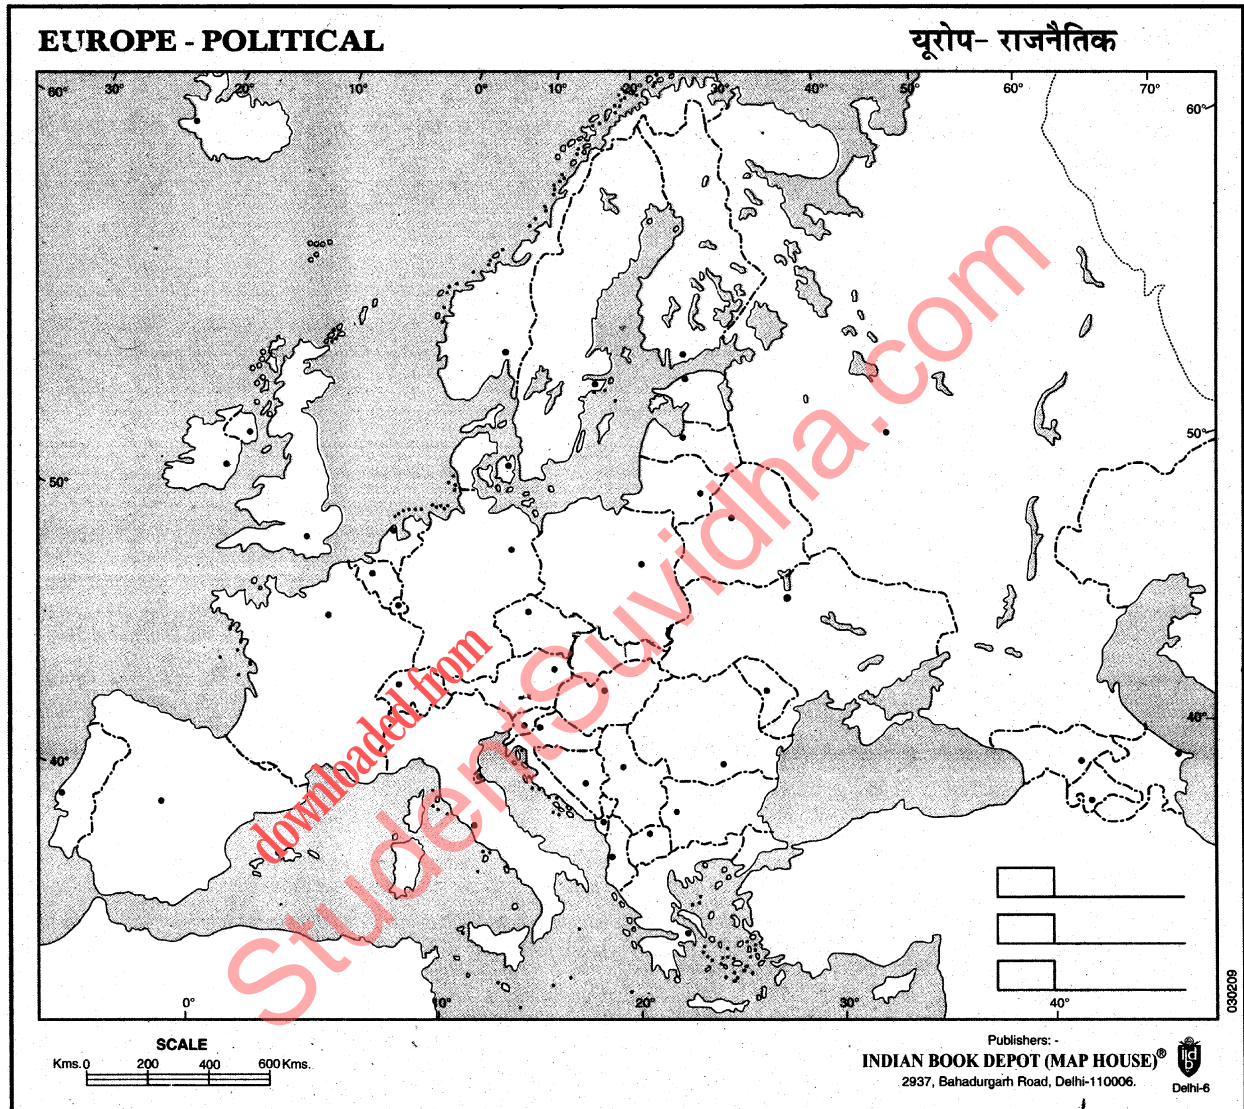 EUROPE - POLITICAL
यूरोप- राजनैतिक
60° 30° 20° 10° 0° 10° 20° 30° 40° 50° 60° 70°
60°
50°
50°
40°
40°
0° 10° 20° 30° 40°
downloaded from
StudentSuvidha.com
030209
SCALE
Kms. 0 200 400 600 Kms.
Publishers: -
INDIAN BOOK DEPOT (MAP HOUSE)®
2937, Bahadurgarh Road, Delhi-110006.
ibd
Delhi-6